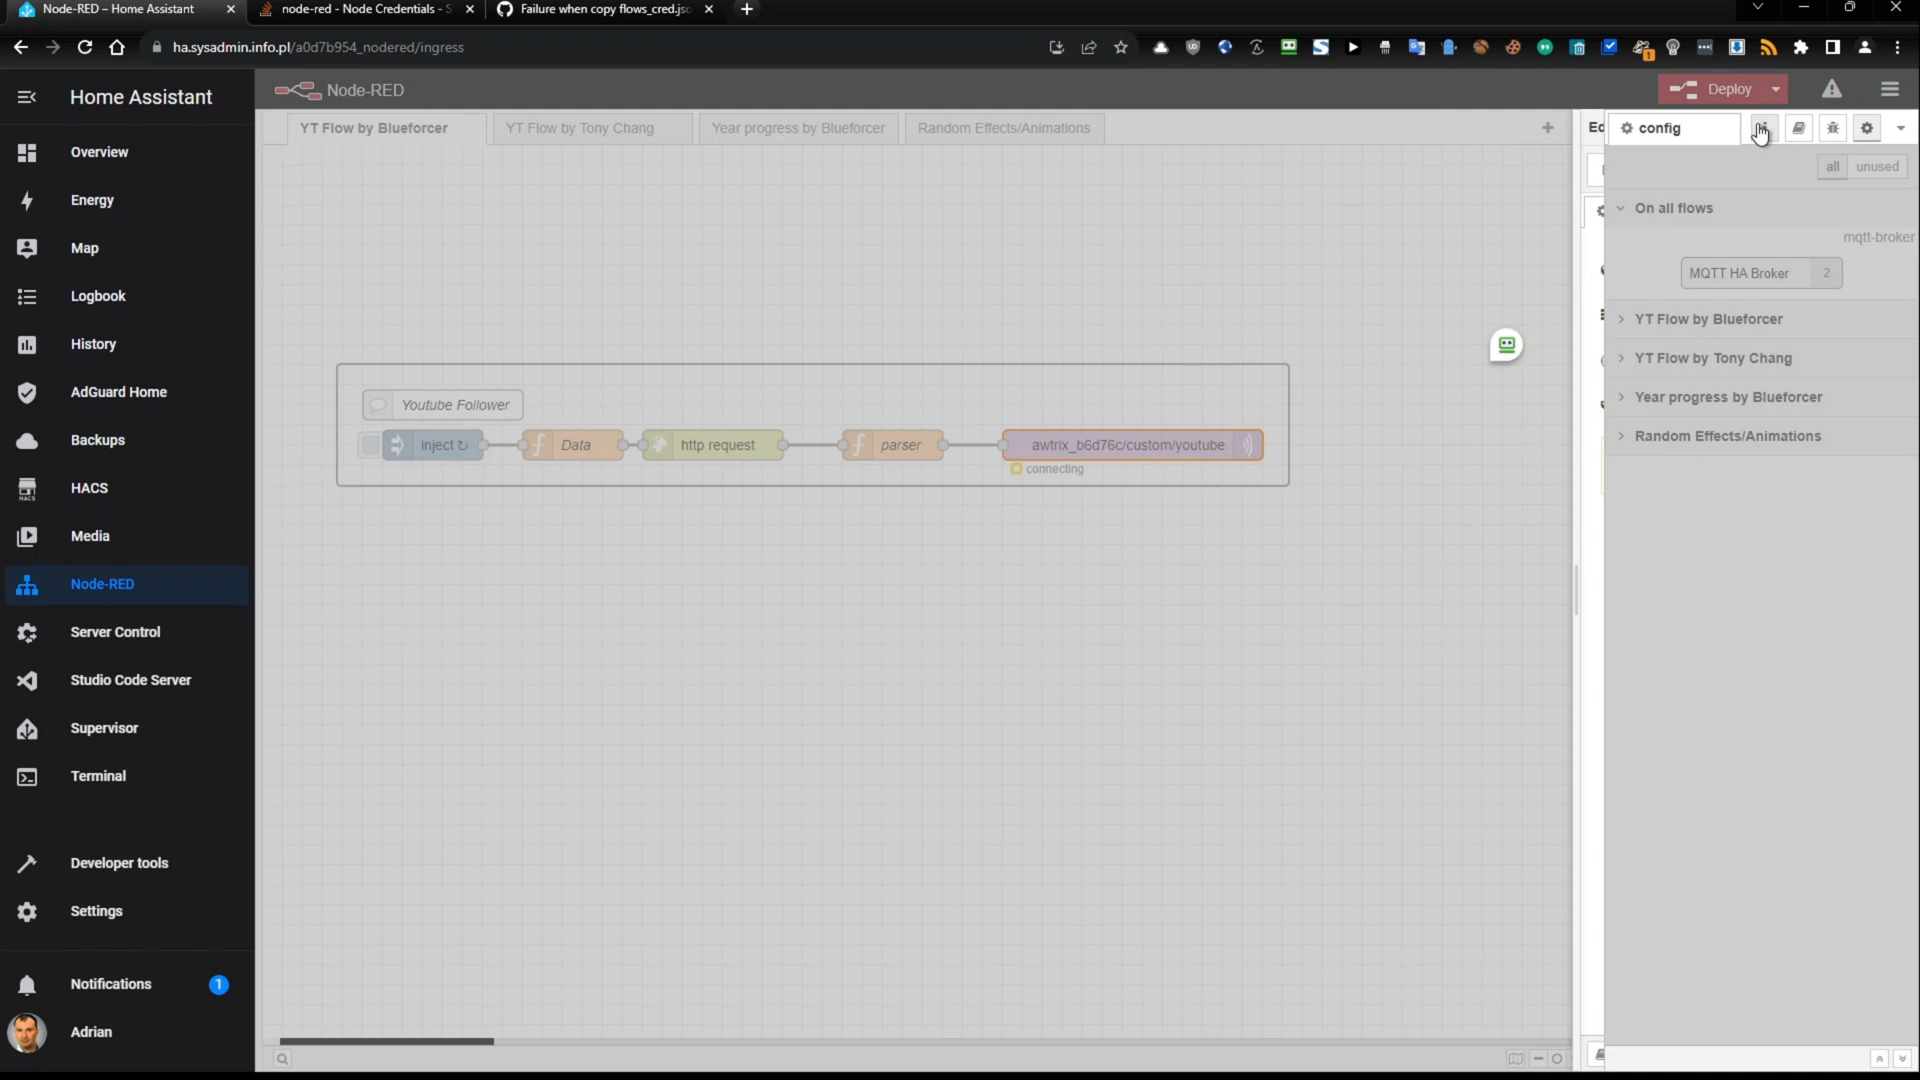 Node-RED – Home Assistant
node-red - Node Credentials - S
Failure when copy flows_cred.jso
ha.sysadmin.info.pl/a0d7b954_nodered/ingress
1
Home Assistant
Overview
Energy
Map
Logbook
History
AdGuard Home
Backups
HACS
HACS
Media
Node-RED
Server Control
Studio Code Server
Supervisor
Terminal
Developer tools
Settings
Notifications
1
Adrian
Node-RED
Deploy
YT Flow by Blueforcer
YT Flow by Tony Chang
Year progress by Blueforcer
Random Effects/Animations
Youtube Follower
inject ↻
Data
http request
parser
awtrix_b6d76c/custom/youtube
connecting
Ed
config
all
unused
On all flows
mqtt-broker
MQTT HA Broker
2
YT Flow by Blueforcer
YT Flow by Tony Chang
Year progress by Blueforcer
Random Effects/Animations